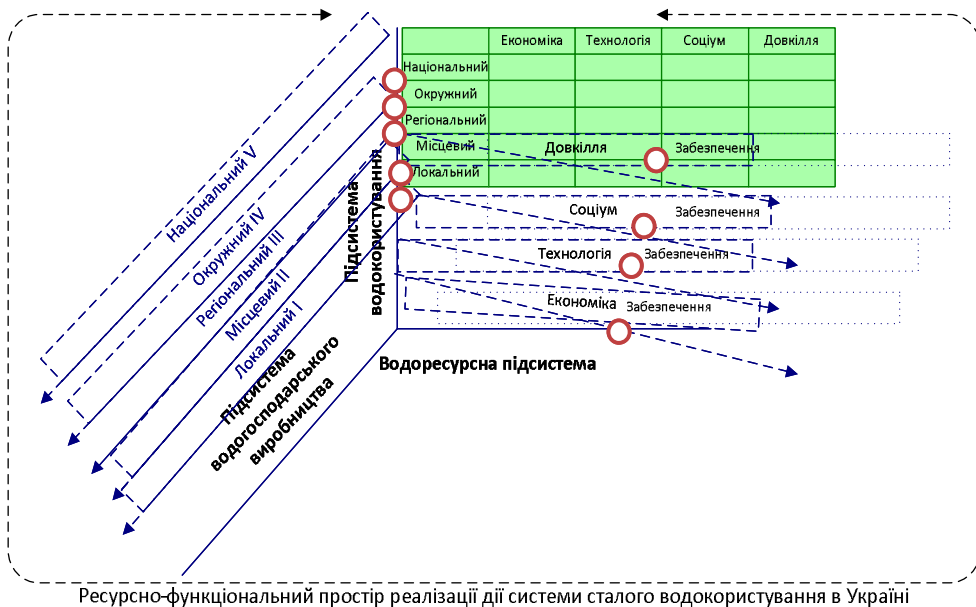 Економіка Технологія Соціум Довкілля
Національний
Окружний
Регіональний
Місцевий
Локальний
Довкілля Забезпечення
Соціум Забезпечення
Технологія Забезпечення
Економіка Забезпечення
Підсистема
водокористування
Водоресурсна підсистема
Національний V
Окружний IV
Регіональний III
Місцевий II
Локальний I
Підсистема
водогосподарського
виробництва
Ресурсно-функціональний простір реалізації дії системи сталого водокористування в Україні